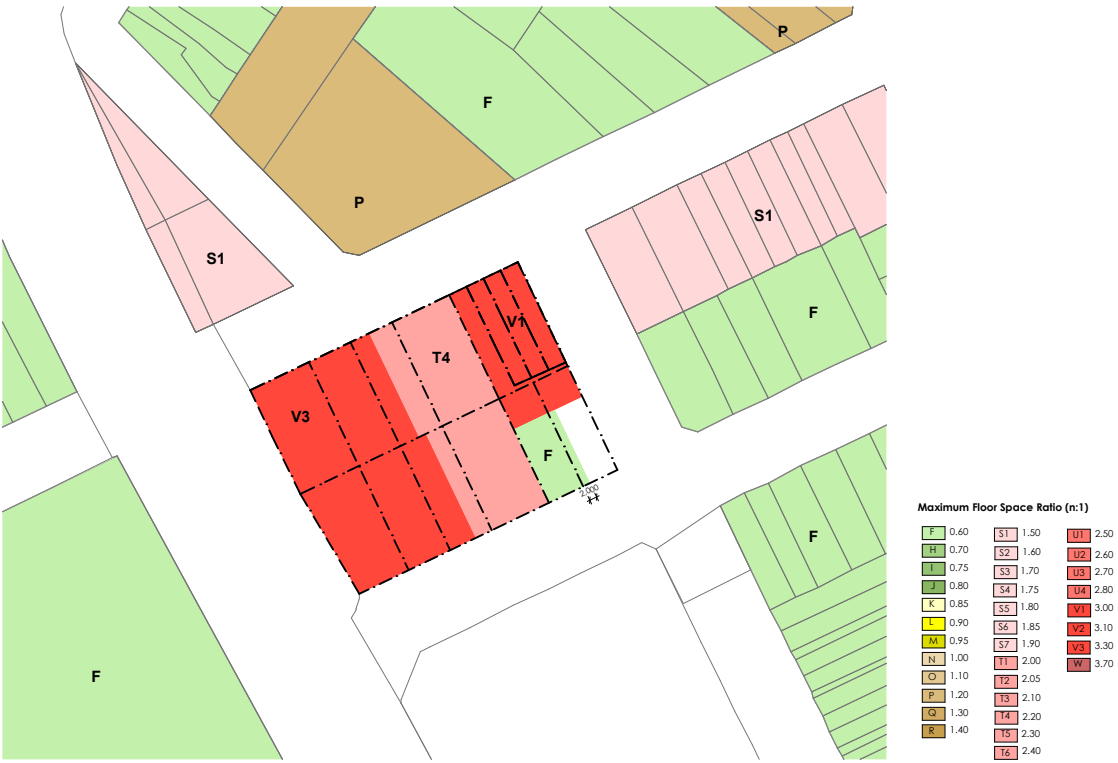 P
F
P
S1
S1
F
V1
T4
V3
F
2,000
F
F
Maximum Floor Space Ratio (n:1)
F 0.60
H 0.70
I 0.75
J 0.80
K 0.85
L 0.90
M 0.95
N 1.00
O 1.10
P 1.20
Q 1.30
R 1.40
S1 1.50
S2 1.60
S3 1.70
S4 1.75
S5 1.80
S6 1.85
S7 1.90
T1 2.00
T2 2.05
T3 2.10
T4 2.20
T5 2.30
T6 2.40
U1 2.50
U2 2.60
U3 2.70
U4 2.80
V1 3.00
V2 3.10
V3 3.30
W 3.70